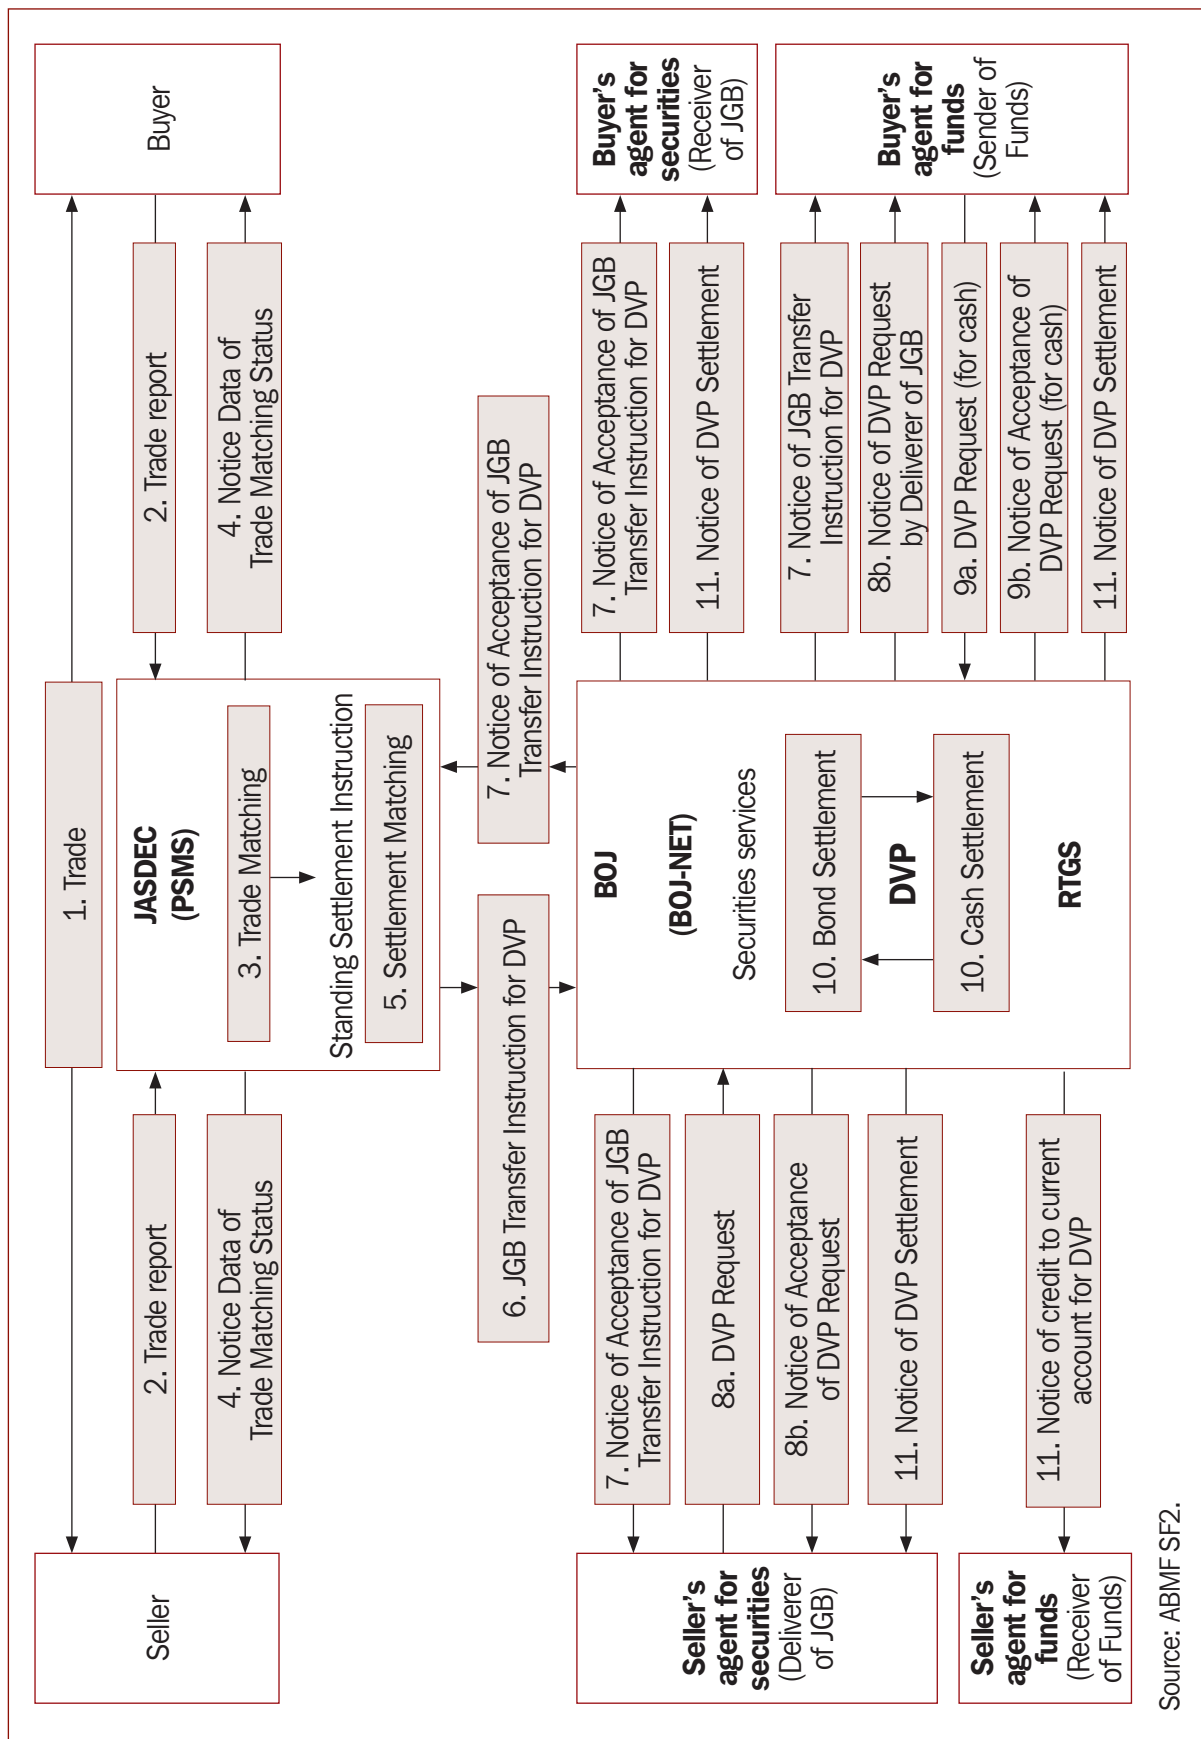 Seller
1. Trade
Buyer
2. Trade report
JASDEC
(PSMS)
2. Trade report
4. Notice Data of
Trade Matching Status
3. Trade Matching
4. Notice Data of
Trade Matching Status
Standing Settlement Instruction
5. Settlement Matching
6. JGB Transfer Instruction for DVP
7. Notice of Acceptance of JGB
Transfer Instruction for DVP
Seller's
agent for
securities
(Deliverer
of JGB)
7. Notice of Acceptance of JGB
Transfer Instruction for DVP
8a. DVP Request
8b. Notice of Acceptance
of DVP Request
11. Notice of DVP Settlement
BOJ
(BOJ-NET)
Securities services
10. Bond Settlement
DVP
10. Cash Settlement
RTGS
7. Notice of Acceptance of JGB
Transfer Instruction for DVP
11. Notice of DVP Settlement
Buyer's
agent for
securities
(Receiver
of JGB)
7. Notice of JGB Transfer
Instruction for DVP
8b. Notice of DVP Request
by Deliverer of JGB
9a. DVP Request (for cash)
9b. Notice of Acceptance of
DVP Request (for cash)
11. Notice of DVP Settlement
Buyer's
agent for
funds
(Sender of
Funds)
Seller's
agent for
funds
(Receiver
of Funds)
11. Notice of credit to current
account for DVP
Source: ABMF SF2.